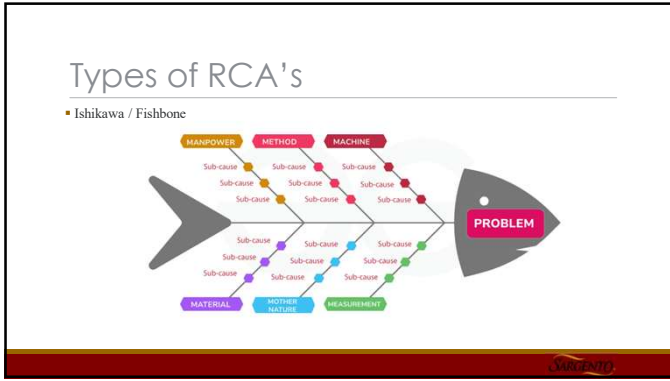 Types of RCA's
▪ Ishikawa / Fishbone
MANPOWER METHOD MACHINE
Sub-cause Sub-cause Sub-cause
Sub-cause Sub-cause Sub-cause
Sub-cause Sub-cause Sub-cause
PROBLEM
Sub-cause Sub-cause Sub-cause
Sub-cause Sub-cause Sub-cause
Sub-cause Sub-cause Sub-cause
MATERIAL MOTHER NATURE MEASUREMENT
SARGENTO